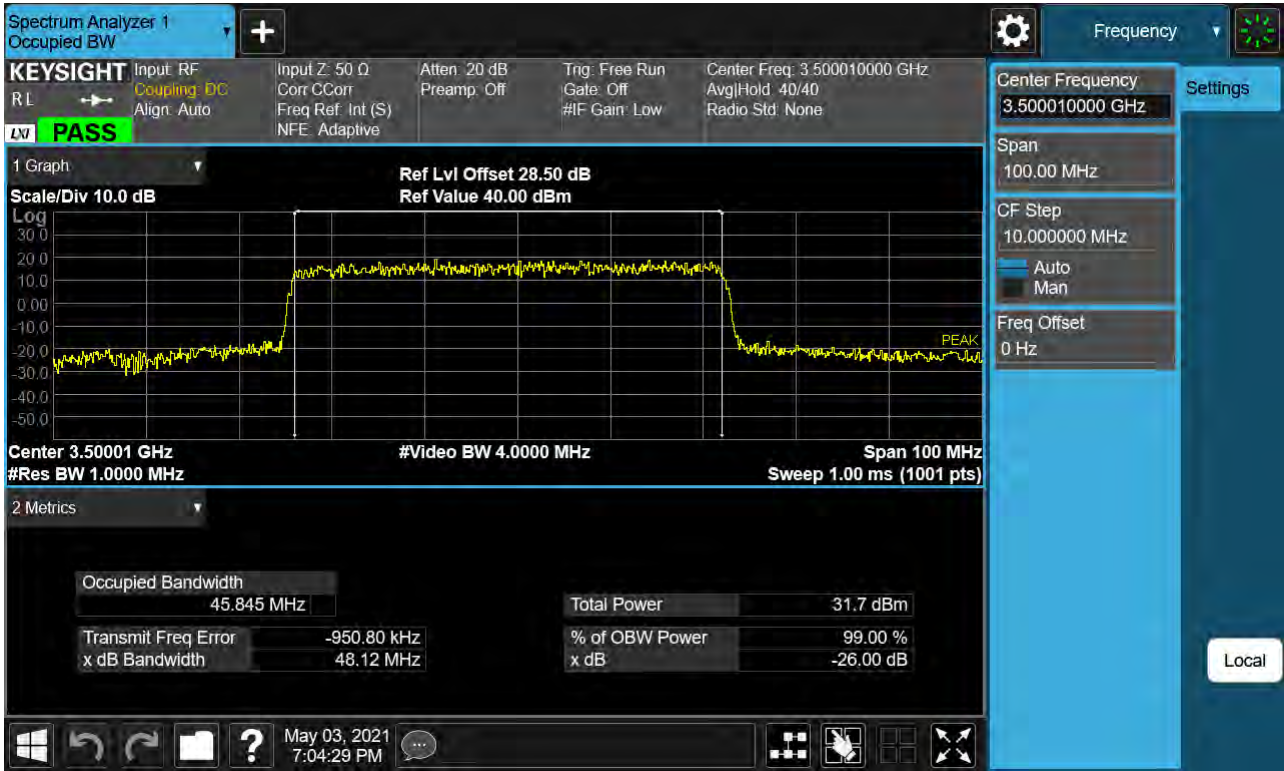 Spectrum Analyzer 1
Occupied BW
Frequency
KEYSIGHT
RL
LXI PASS
Input: RF
Coupling: DC
Align: Auto
Input Z: 50 Ω
Corr CCorr
Freq Ref: Int (S)
NFE: Adaptive
Atten: 20 dB
Preamp: Off
Trig: Free Run
Gate: Off
#IF Gain: Low
Center Freq: 3.500010000 GHz
Avg|Hold: 40/40
Radio Std: None
Center Frequency
3.500010000 GHz
Settings
Span
100.00 MHz
CF Step
10.000000 MHz
Auto
Man
Freq Offset
0 Hz
Local
1 Graph
Scale/Div 10.0 dB
Ref Lvl Offset 28.50 dB
Ref Value 40.00 dBm
Log
30.0
20.0
10.0
0.00
-10.0
-20.0
-30.0
-40.0
-50.0
PEAK
Center 3.50001 GHz
#Video BW 4.0000 MHz
Span 100 MHz
#Res BW 1.0000 MHz
Sweep 1.00 ms (1001 pts)
2 Metrics
Occupied Bandwidth
45.845 MHz
Total Power 31.7 dBm
Transmit Freq Error -950.80 kHz
% of OBW Power 99.00 %
x dB Bandwidth 48.12 MHz
x dB -26.00 dB
?
May 03, 2021
7:04:29 PM